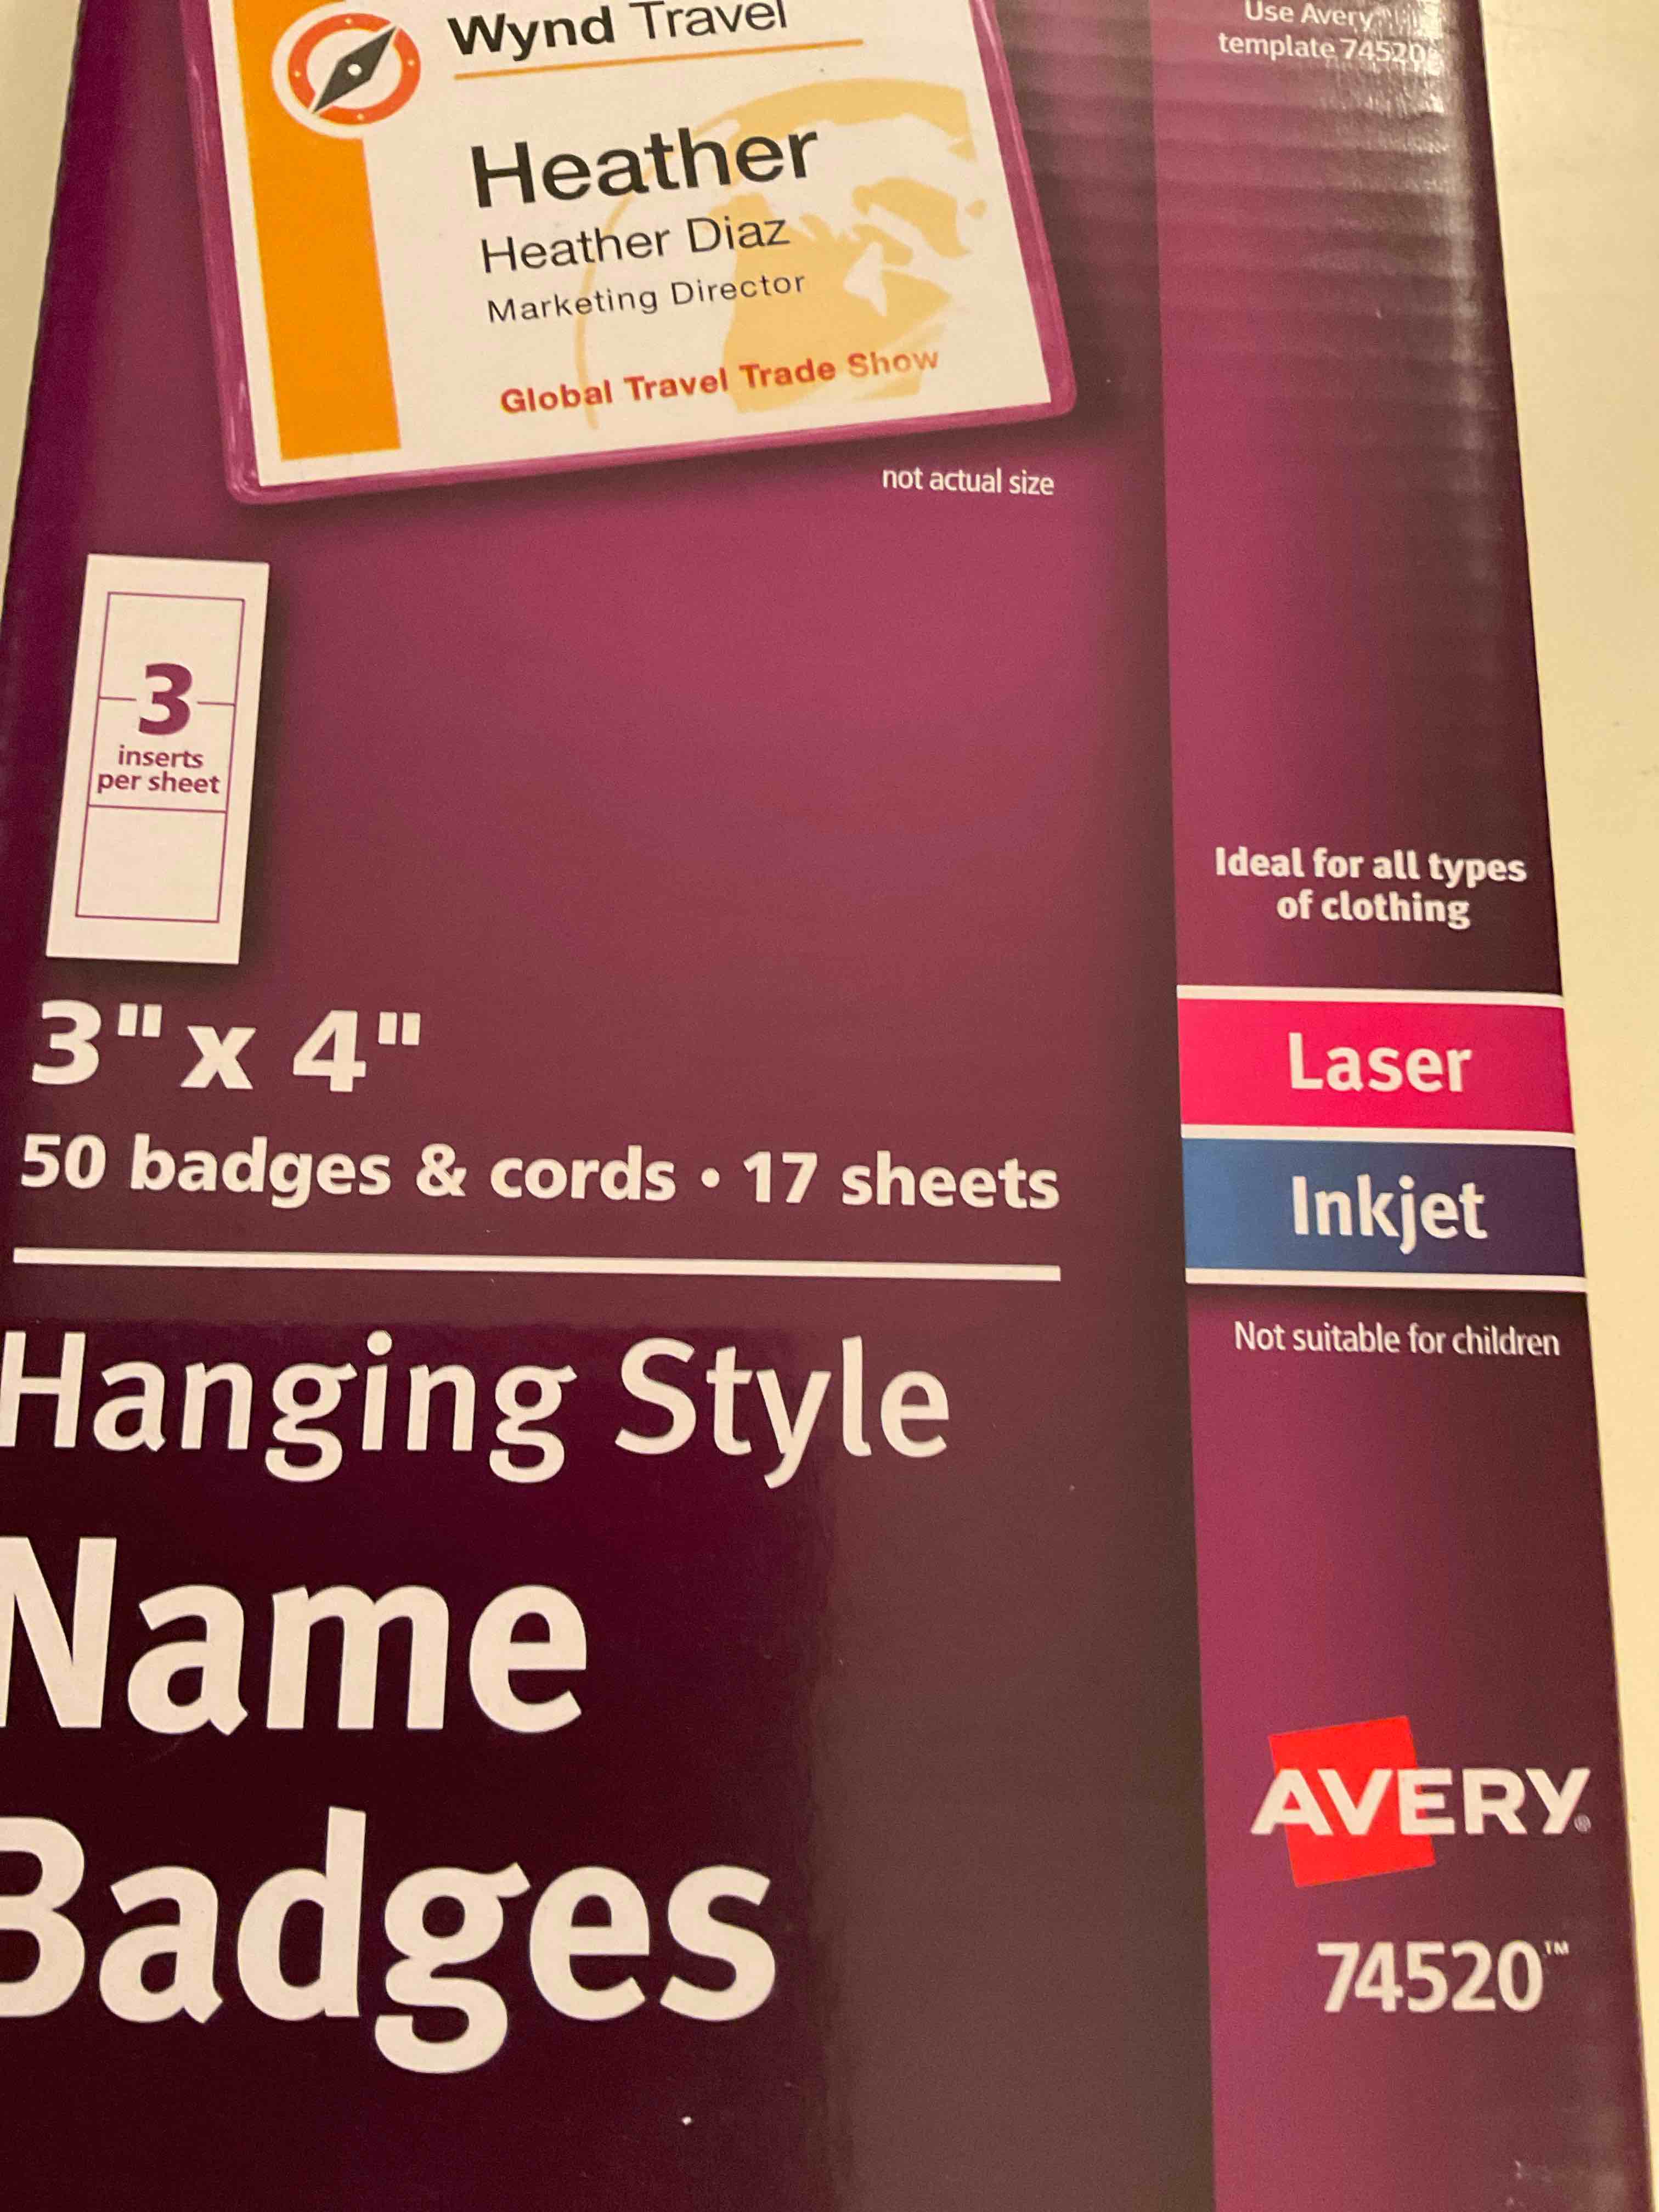 Wynd Travel
Heather
Heather Diaz
Marketing Director
Global Travel Trade Show
not actual size
Use Avery
template 74520
3
inserts
per sheet
3" x 4"
50 badges & cords • 17 sheets
Hanging Style
Name
Badges
Ideal for all types
of clothing
Laser
Inkjet
Not suitable for children
AVERY®
74520™